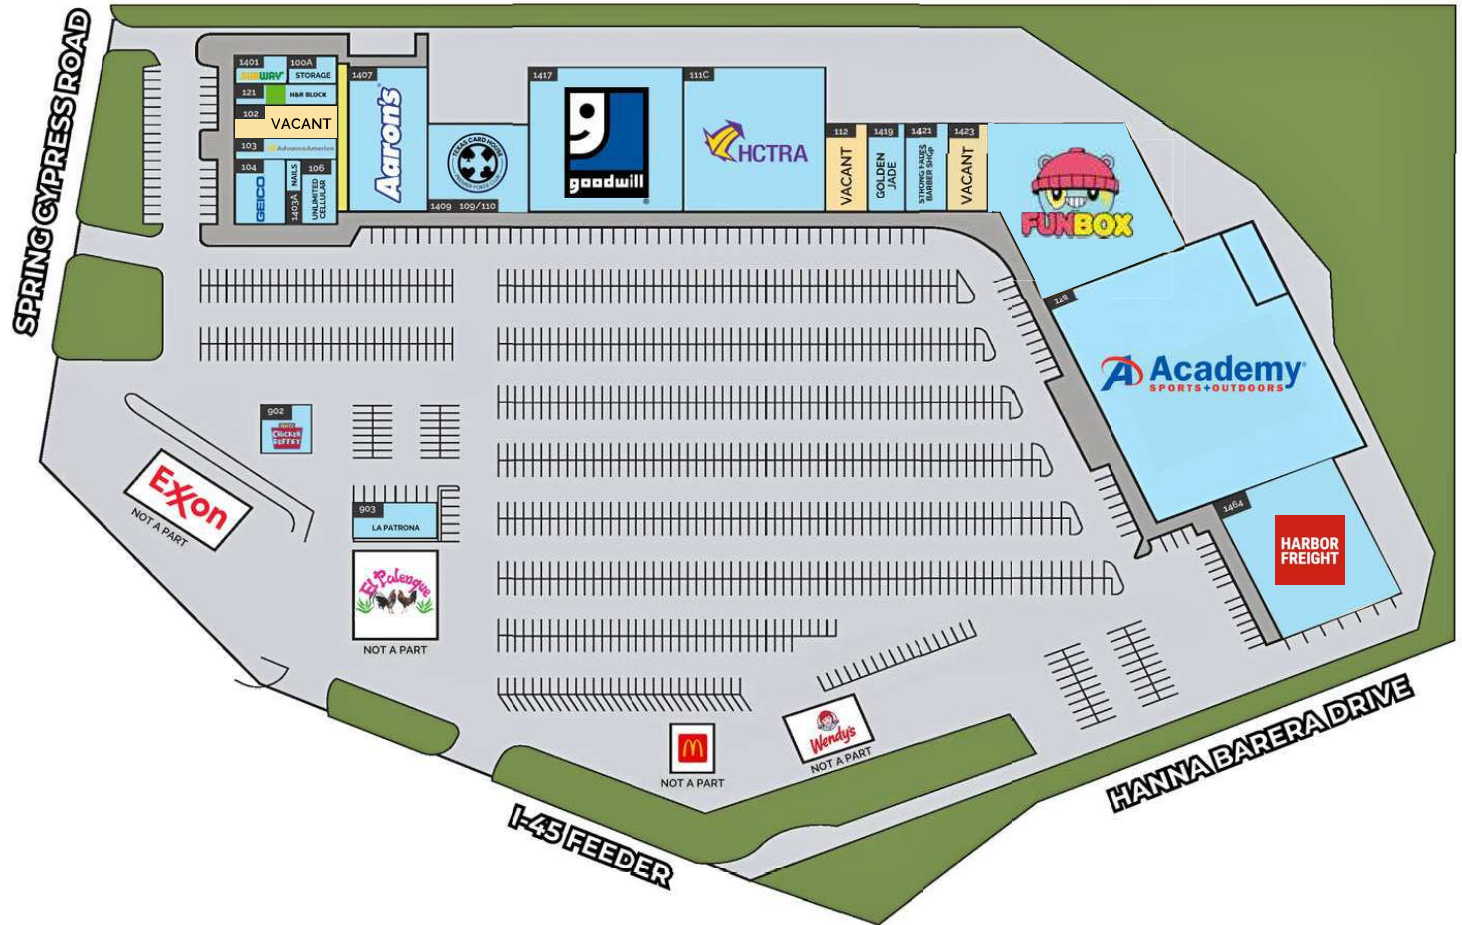 SPRING CYPRESS ROAD
1401
SUBWAY
100A
STORAGE
121
H&R BLOCK
102
VACANT
103
AdvanceAmerica
104
GEICO
1403A NAILS
106
UNLIMITED
CELLULAR
1407
Aaron's
TEXAS CARD HOUSE
1409 109/110
1417
goodwill
111C
HCTRA
112
VACANT
1419
GOLDEN
JADE
1421
STRONG FADES
BARBER SHOP
1423
VACANT
FUNBOX
128
Academy
SPORTS+OUTDOORS
1464
HARBOR
FREIGHT
902
CHICKEN
BUFFET
Exxon
NOT A PART
903
LA PATRONA
El Palenque
NOT A PART
NOT A PART
Wendy's
NOT A PART
I-45 FEEDER
HANNA BARERA DRIVE